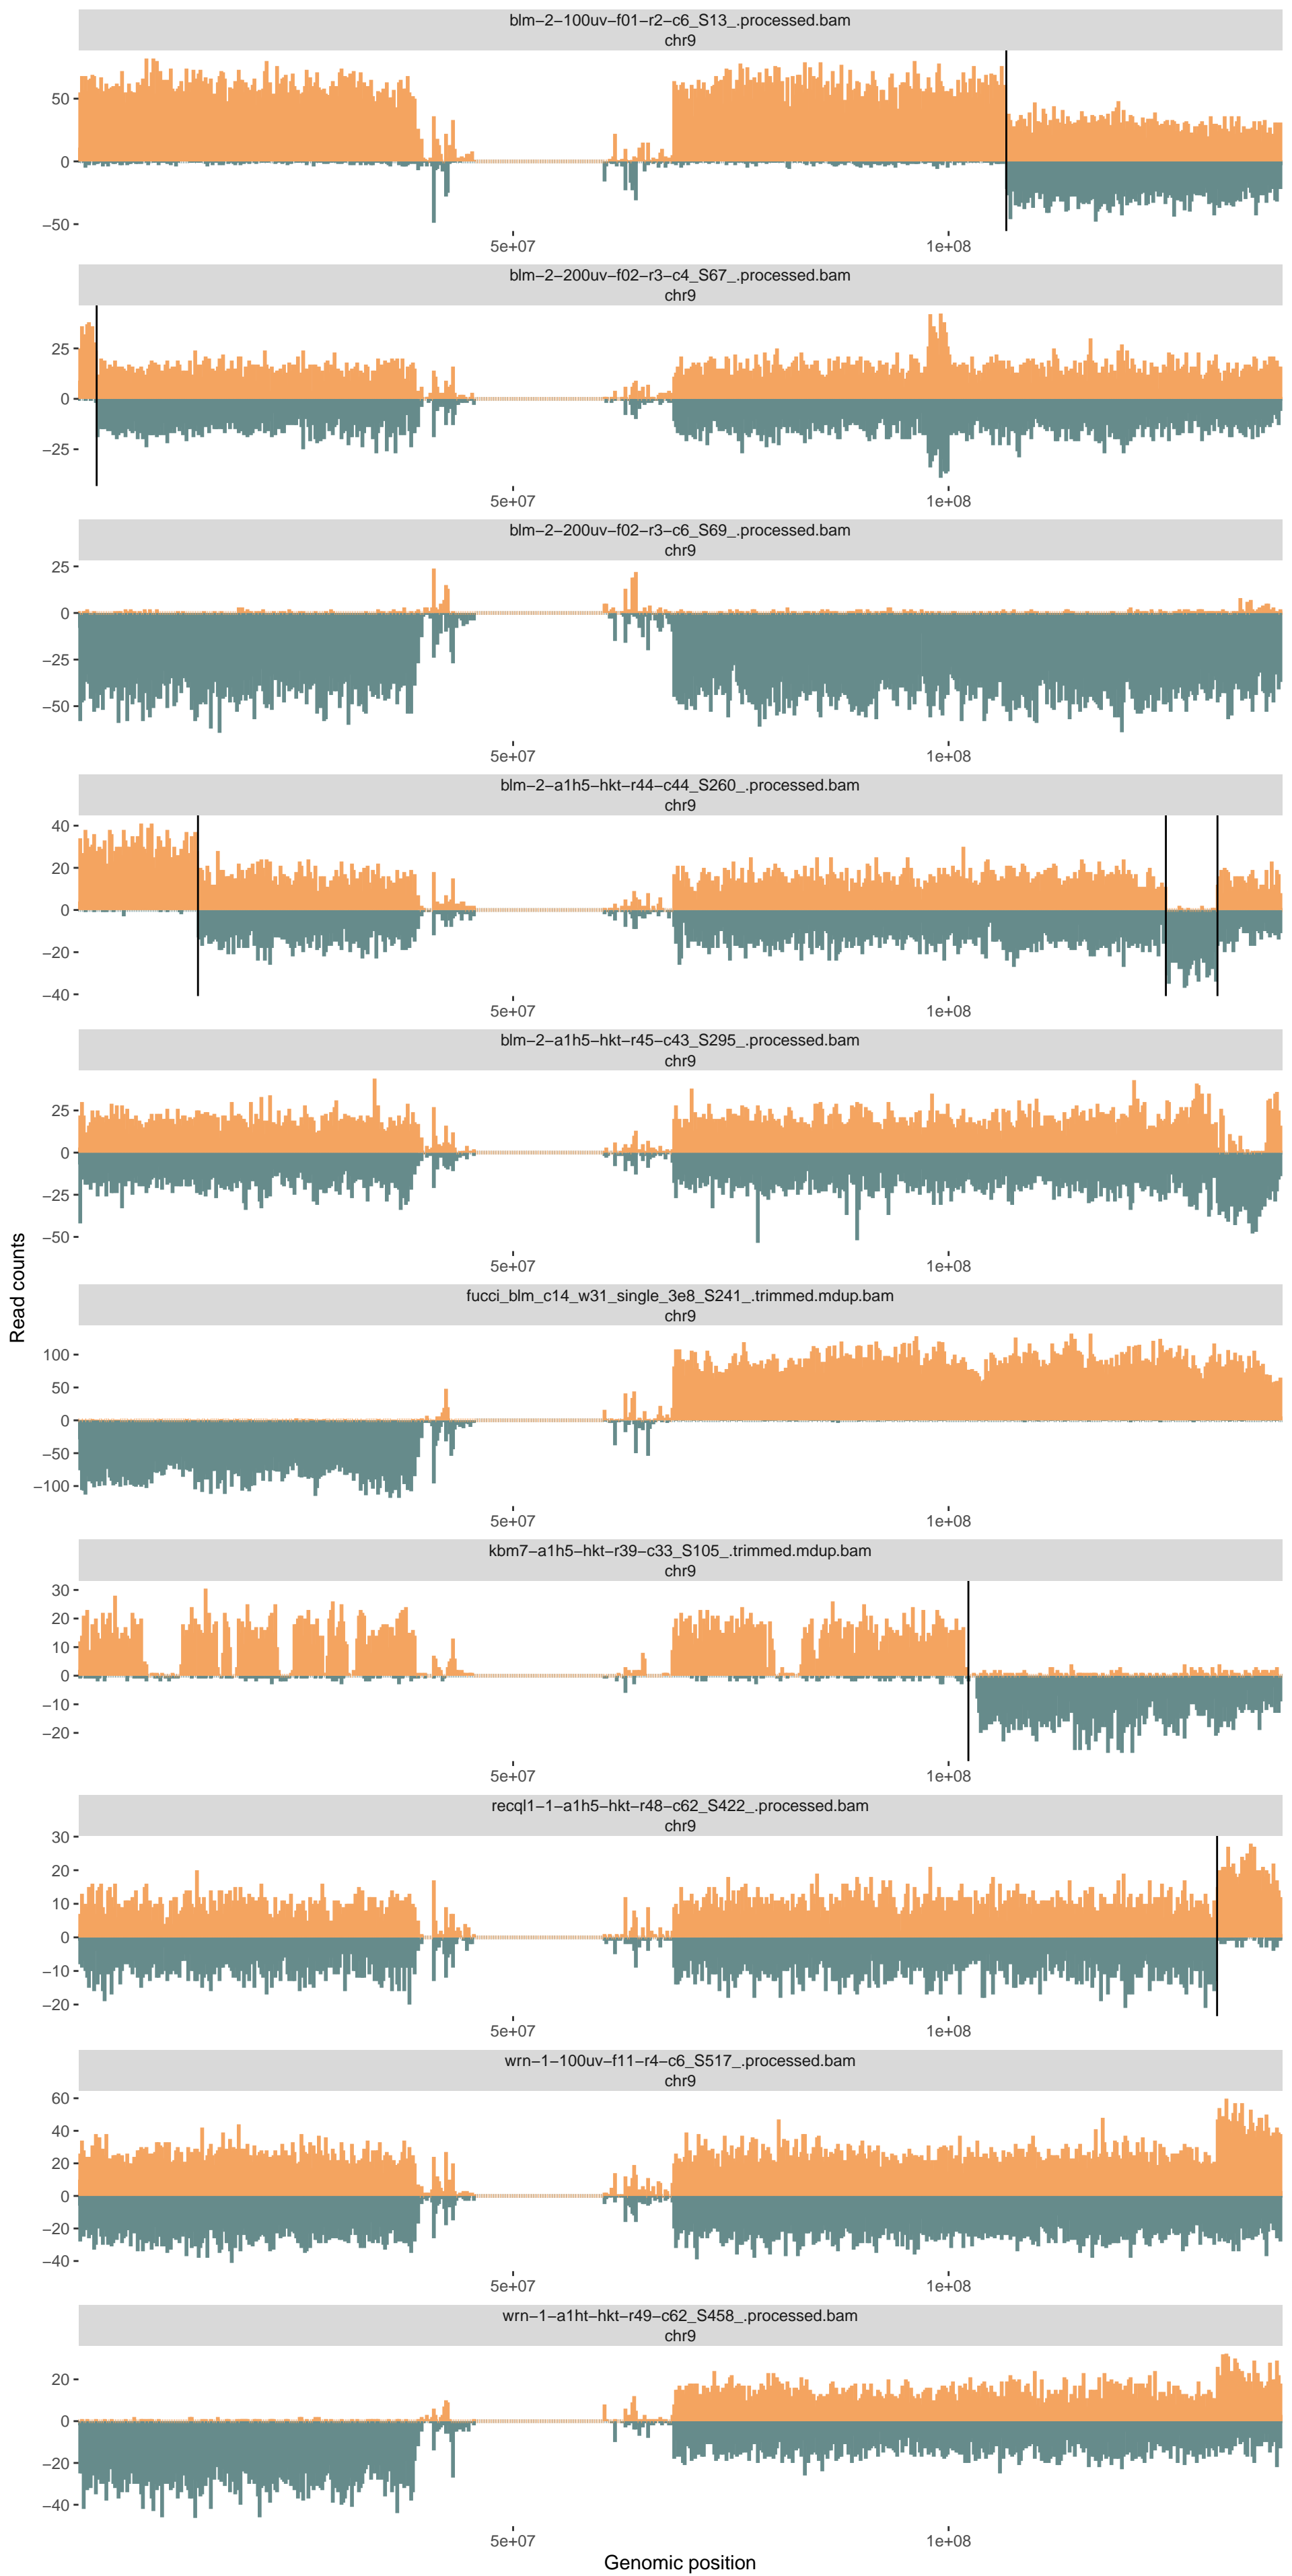 blm−2−100uv−f01−r2−c6_S13_.processed.bam
chr9
50
0
−50
5e+07 1e+08
blm−2−200uv−f02−r3−c4_S67_.processed.bam
chr9
25
0
−25
5e+07 1e+08
blm−2−200uv−f02−r3−c6_S69_.processed.bam
chr9
25
0
−25
−50
5e+07 1e+08
blm−2−a1h5−hkt−r44−c44_S260_.processed.bam
chr9
40
20
0
−20
−40
5e+07 1e+08
blm−2−a1h5−hkt−r45−c43_S295_.processed.bam
chr9
25
0
−25
−50
5e+07 1e+08
Read counts
fucci_blm_c14_w31_single_3e8_S241_.trimmed.mdup.bam
chr9
100
50
0
−50
−100
5e+07 1e+08
kbm7−a1h5−hkt−r39−c33_S105_.trimmed.mdup.bam
chr9
30
20
10
0
−10
−20
5e+07 1e+08
recql1−1−a1h5−hkt−r48−c62_S422_.processed.bam
chr9
30
20
10
0
−10
−20
5e+07 1e+08
wrn−1−100uv−f11−r4−c6_S517_.processed.bam
chr9
60
40
20
0
−20
−40
5e+07 1e+08
wrn−1−a1ht−hkt−r49−c62_S458_.processed.bam
chr9
20
0
−20
−40
5e+07 1e+08
Genomic position